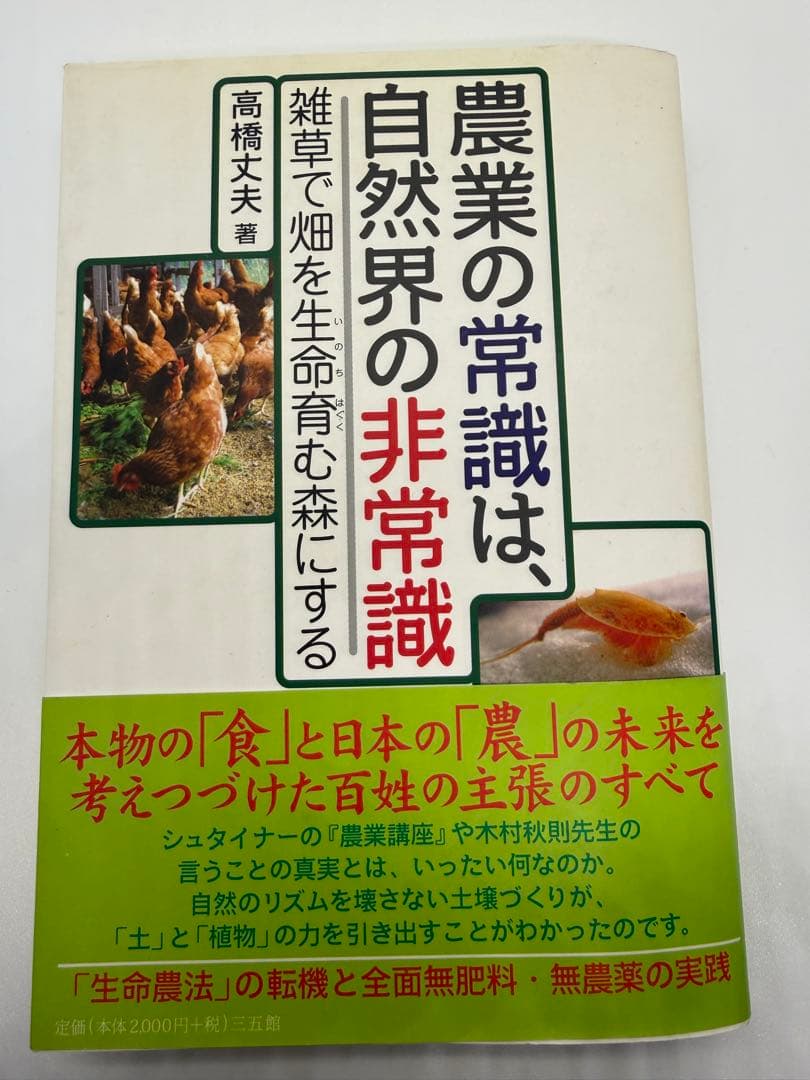 農業の常識は、
自然界の非常識
雑草で畑を生命育む森にする
いのち はぐく
高橋丈夫 著
本物の「食」と日本の「農」の未来を
考えつづけた百姓の主張のすべて
シュタイナーの『農業講座』や木村秋則先生の
言うことの真実とは、いったい何なのか。
自然のリズムを壊さない土壌づくりが、
「土」と「植物」の力を引き出すことがわかったのです。
「生命農法」の転機と全面無肥料・無農薬の実践
定価(本体2,000円+税)三五館